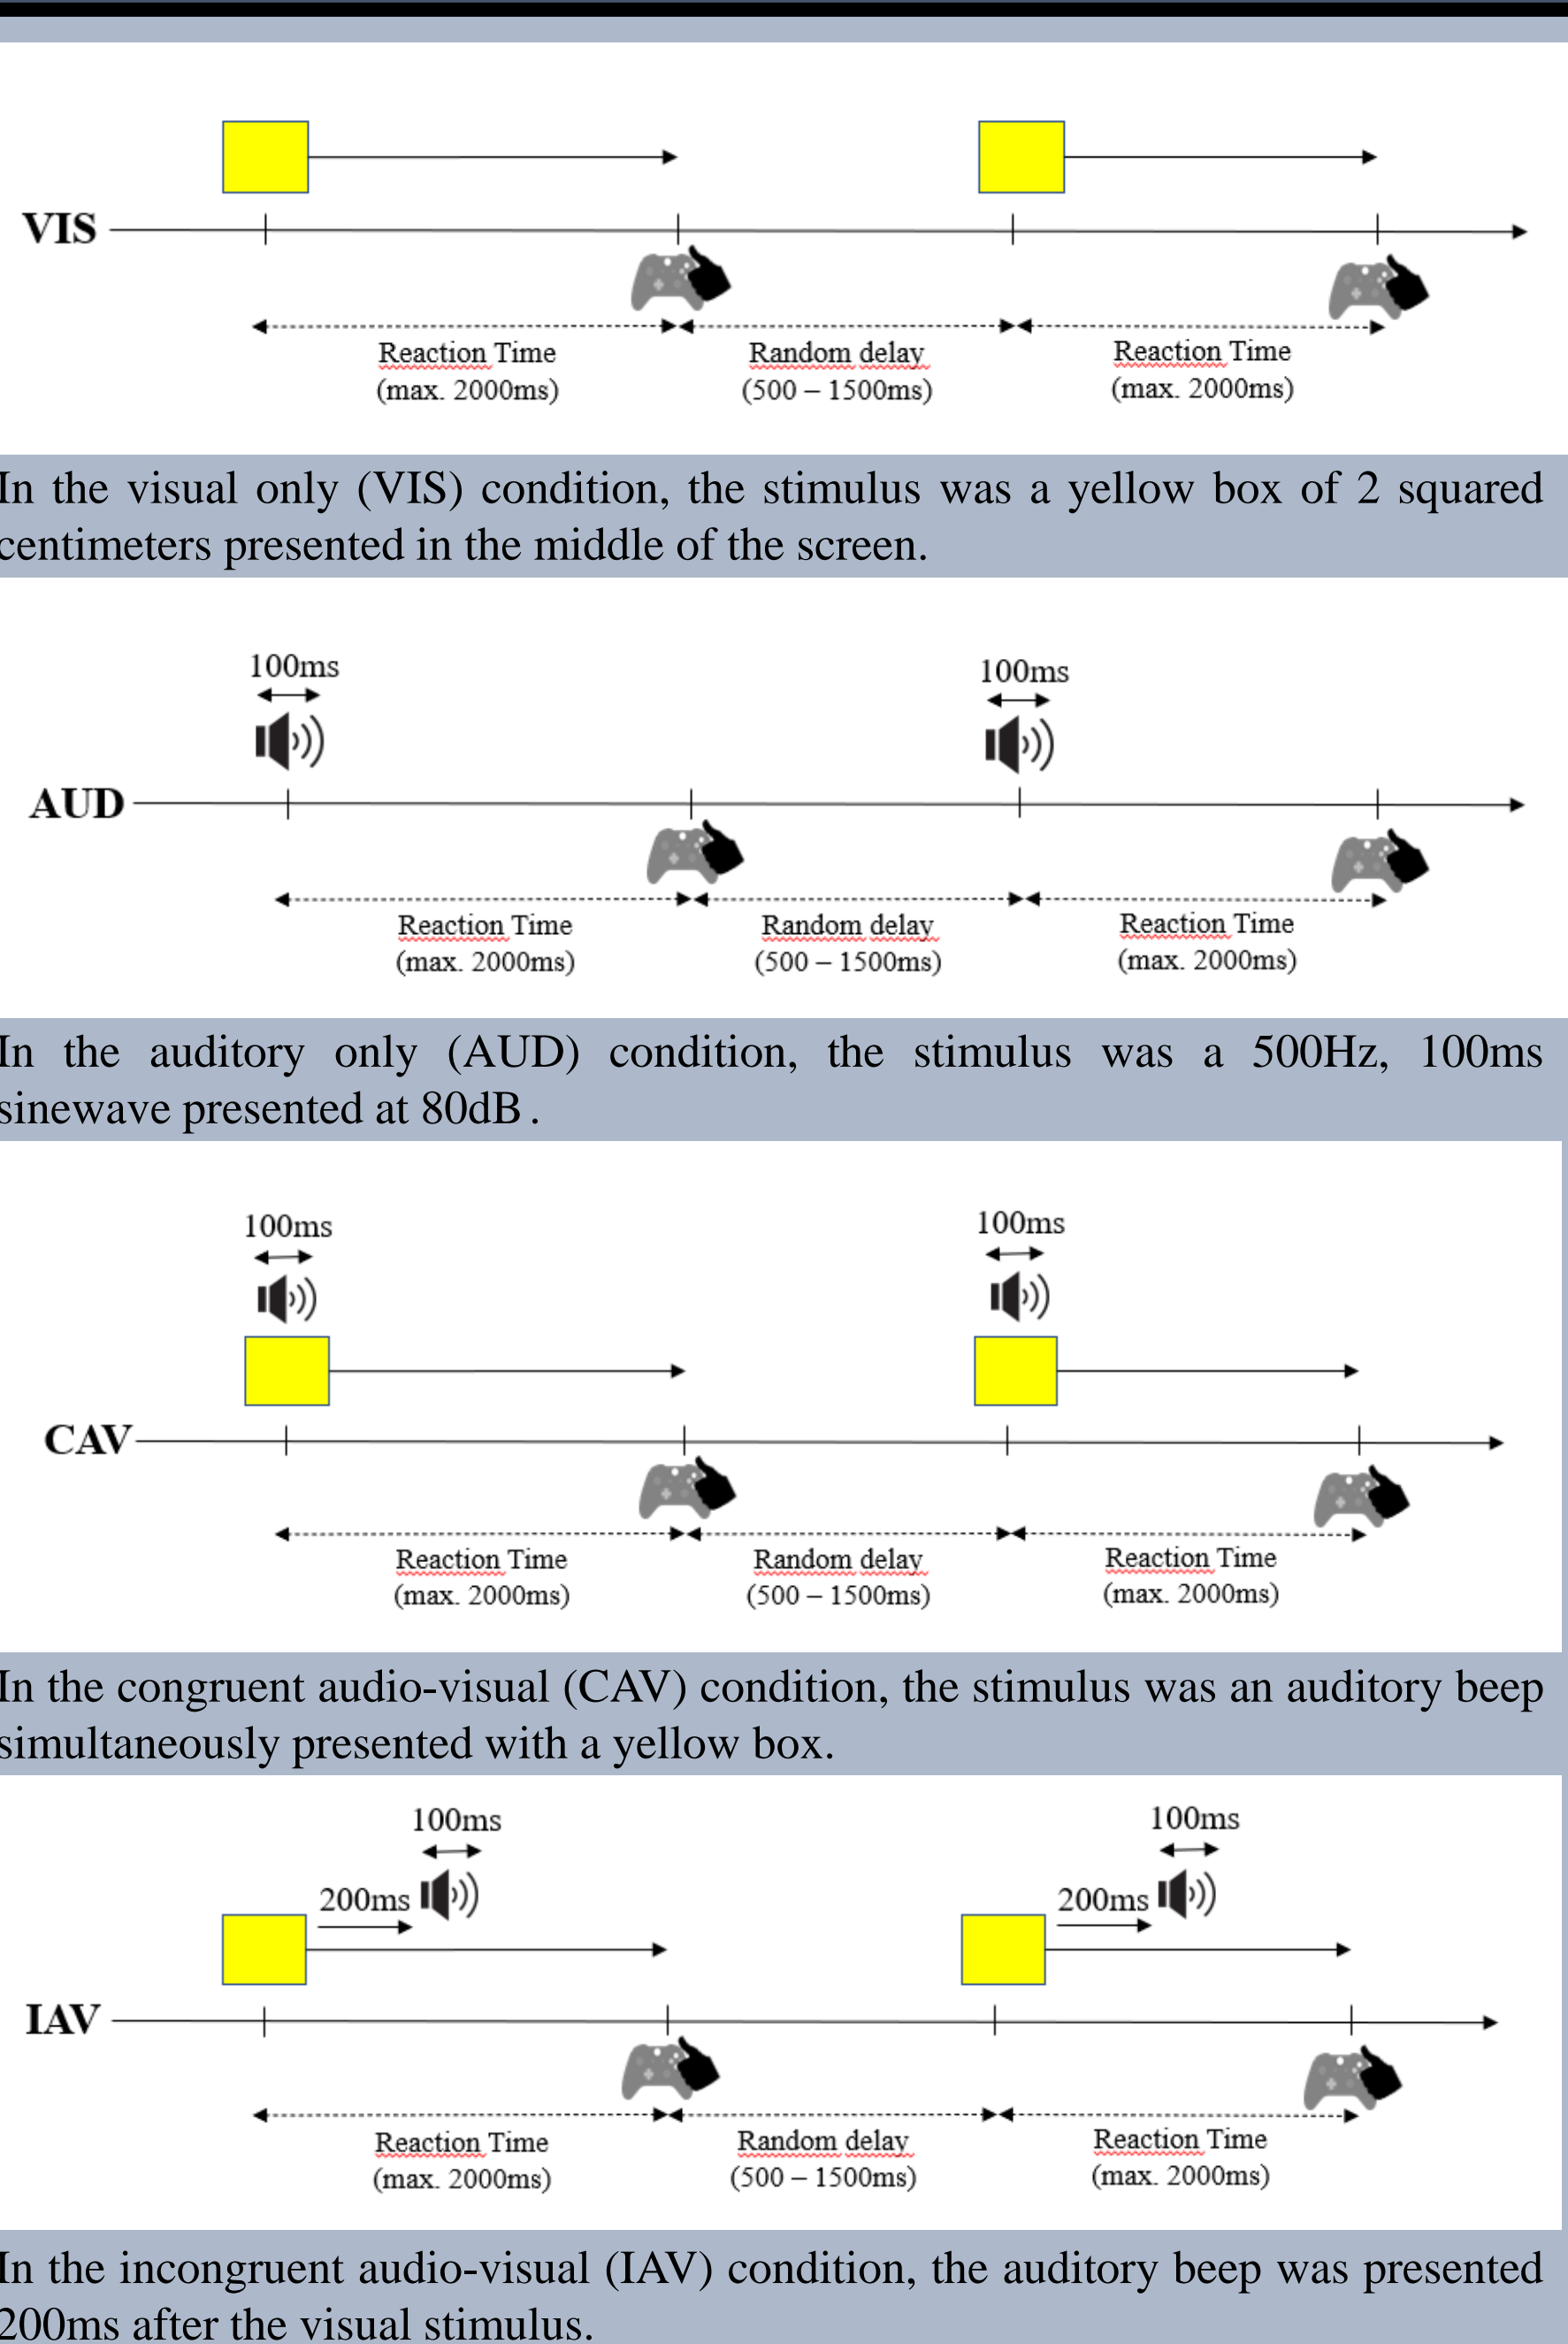 VIS
Reaction Time
(max. 2000ms)
Random delay
(500 – 1500ms)
Reaction Time
(max. 2000ms)
In the visual only (VIS) condition, the stimulus was a yellow box of 2 squared
centimeters presented in the middle of the screen.
100ms
100ms
AUD
Reaction Time
(max. 2000ms)
Random delay
(500 – 1500ms)
Reaction Time
(max. 2000ms)
In the auditory only (AUD) condition, the stimulus was a 500Hz, 100ms
sinewave presented at 80dB.
100ms
100ms
CAV
Reaction Time
(max. 2000ms)
Random delay
(500 – 1500ms)
Reaction Time
(max. 2000ms)
In the congruent audio-visual (CAV) condition, the stimulus was an auditory beep
simultaneously presented with a yellow box.
100ms
100ms
200ms
200ms
IAV
Reaction Time
(max. 2000ms)
Random delay
(500 – 1500ms)
Reaction Time
(max. 2000ms)
In the incongruent audio-visual (IAV) condition, the auditory beep was presented
200ms after the visual stimulus.